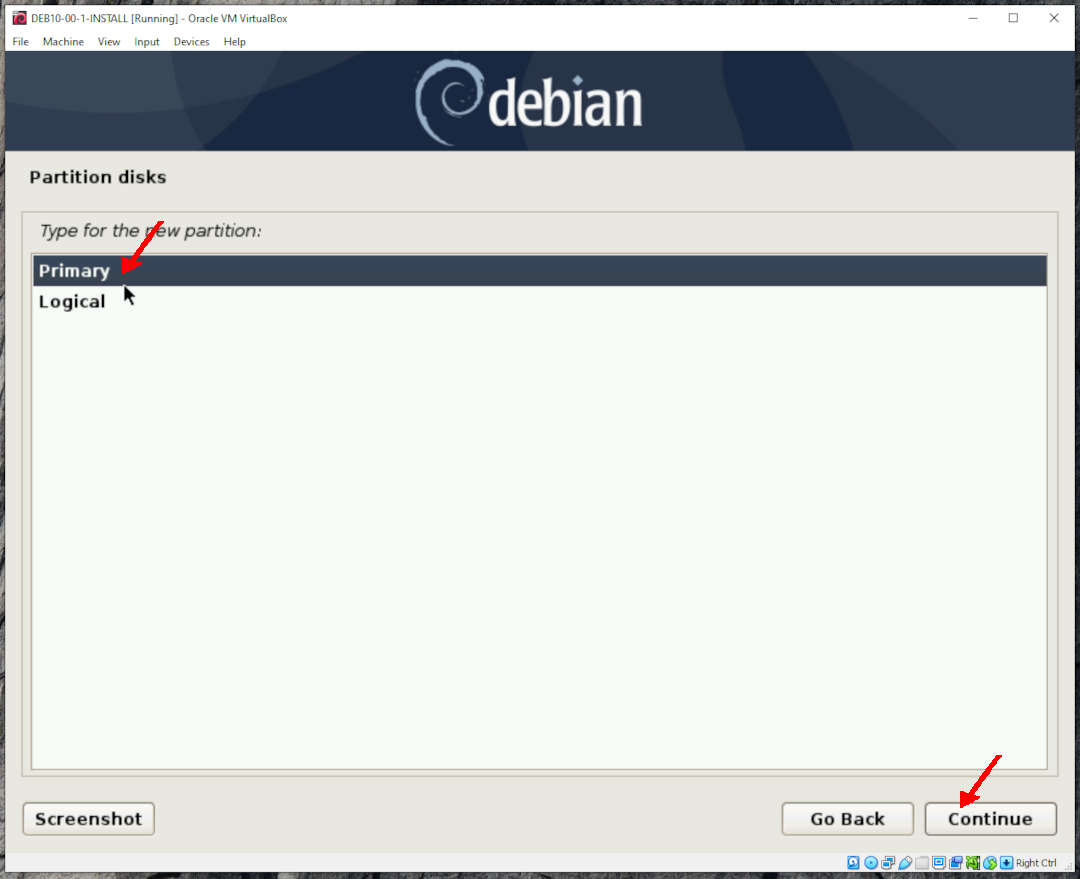 DEB10-00-1-INSTALL [Running] - Oracle VM VirtualBox
File Machine View Input Devices Help
debian
Partition disks
Type for the new partition:
Primary
Logical
Screenshot
Go Back
Continue
Right Ctrl